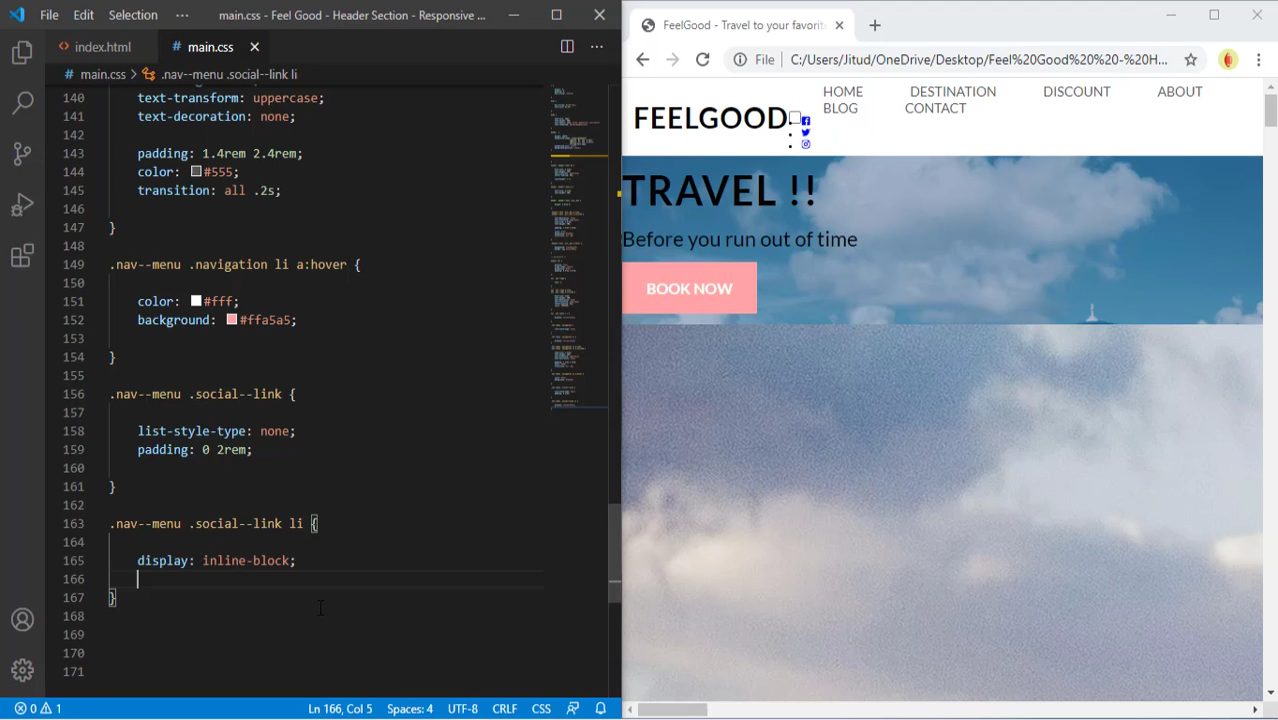 File Edit Selection ··· main.css - Feel Good - Header Section - Responsive ...
index.html main.css
# main.css > .nav--menu .social--link li
140 text-transform: uppercase;
141 text-decoration: none;
142
143 padding: 1.4rem 2.4rem;
144 color: #555;
145 transition: all .2s;
146
147 }
148
149 .nav--menu .navigation li a:hover {
150
151 color: #fff;
152 background: #ffa5a5;
153
154 }
155
156 .nav--menu .social--link {
157
158 list-style-type: none;
159 padding: 0 2rem;
160
161 }
162
163 .nav--menu .social--link li {
164
165 display: inline-block;
166
167 }
168
169
170
171
0 1 Ln 166, Col 5 Spaces: 4 UTF-8 CRLF CSS
FeelGood - Travel to your favorit
File C:/Users/Jitud/OneDrive/Desktop/Feel%20Good%20%20-%20H...
HOME DESTINATION DISCOUNT ABOUT
BLOG CONTACT
FEELGOOD
TRAVEL !!
Before you run out of time
BOOK NOW